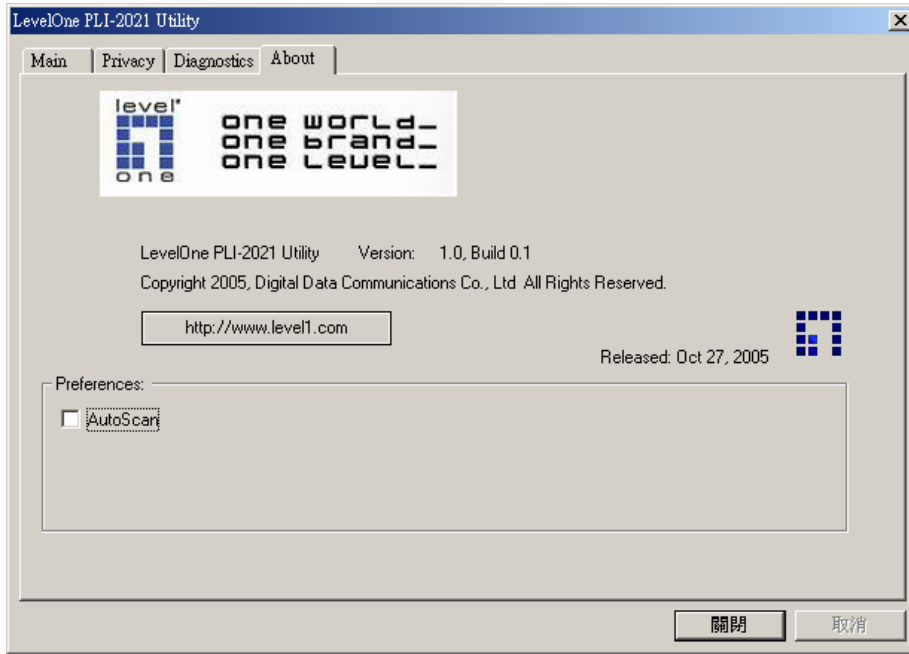 LevelOne PLI-2021 Utility
Main Privacy Diagnostics About
level
one
one world_
one brand_
one level_
LevelOne PLI-2021 Utility Version: 1.0, Build 0.1
Copyright 2005, Digital Data Communications Co., Ltd All Rights Reserved.
http://www.level1.com
Released: Oct 27, 2005
Preferences:
AutoScan
關閉 取消